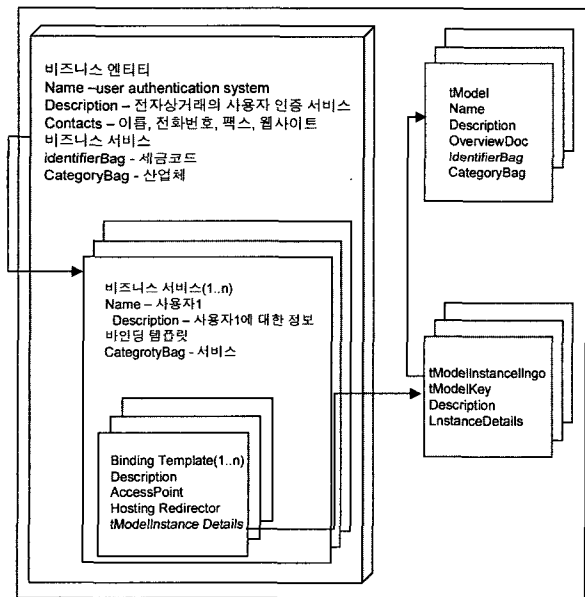 비즈니스 엔티티
Name –user authentication system
Description – 전자상거래의 사용자 인증 서비스
Contacts – 이름, 전화번호, 팩스, 웹사이트
비즈니스 서비스
identifierBag - 세금코드
CategoryBag - 산업체
비즈니스 서비스(1..n)
Name – 사용자1
Description – 사용자1에 대한 정보
바인딩 템플릿
CategrotyBag - 서비스
Binding Template(1..n)
Description
AccessPoint
Hosting Redirector
tModelInstance Details
tModel
Name
Description
OverviewDoc
IdentifierBag
CategoryBag
tModelInstanceIngo
tModelKey
Description
LnstanceDetails